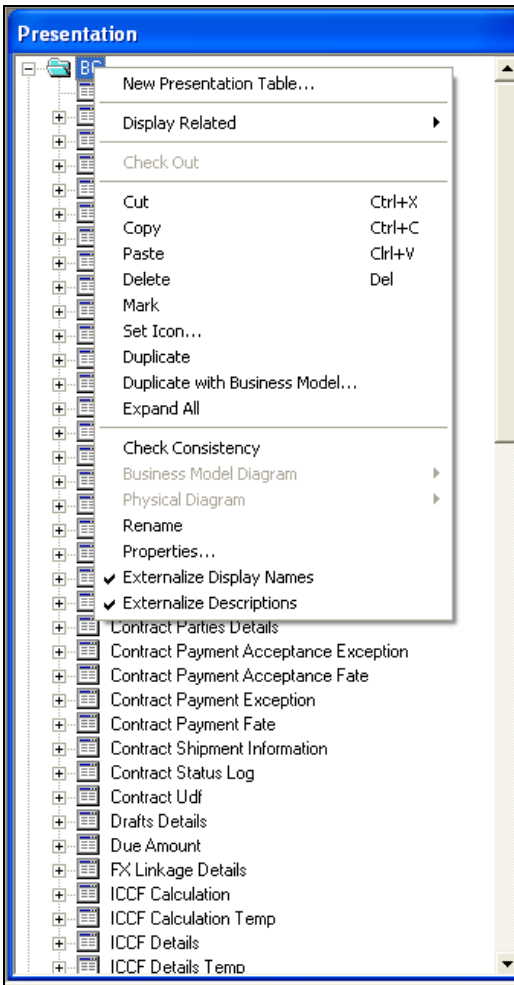 Presentation
BC
New Presentation Table...
Display Related
Check Out
Cut Ctrl+X
Copy Ctrl+C
Paste Ctrl+V
Delete Del
Mark
Set Icon...
Duplicate
Duplicate with Business Model...
Expand All
Check Consistency
Business Model Diagram
Physical Diagram
Rename
Properties...
Externalize Display Names
Externalize Descriptions
Contract Parties Details
Contract Payment Acceptance Exception
Contract Payment Acceptance Fate
Contract Payment Exception
Contract Payment Fate
Contract Shipment Information
Contract Status Log
Contract Udf
Drafts Details
Due Amount
FX Linkage Details
ICCF Calculation
ICCF Calculation Temp
ICCF Details
ICCF Details Temp